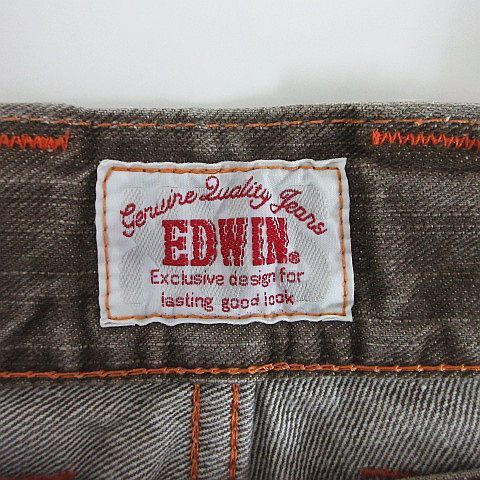 Genuine Quality Jeans
EDWIN®
Exclusive design for
lasting good look